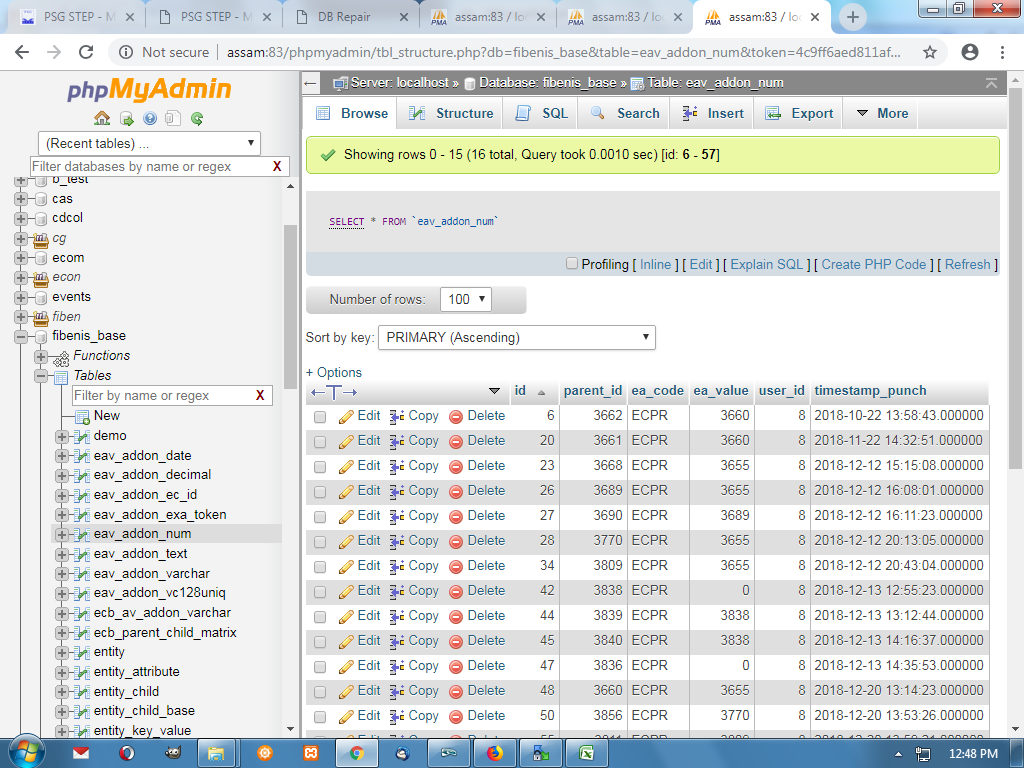 PSG STEP - M
PSG STEP - M
DB Repair
assam:83 / loc
assam:83 / loc
assam:83 / loc
Not secure
assam:83/phpmyadmin/tbl_structure.php?db=fibenis_base&table=eav_addon_num&token=4c9ff6aed811af...
phpMyAdmin
(Recent tables) ...
Filter databases by name or regex X
b_test
cas
cdcol
cg
ecom
econ
events
fiben
fibenis_base
Functions
Tables
Filter by name or regex X
New
demo
eav_addon_date
eav_addon_decimal
eav_addon_ec_id
eav_addon_exa_token
eav_addon_num
eav_addon_text
eav_addon_varchar
eav_addon_vc128uniq
ecb_av_addon_varchar
ecb_parent_child_matrix
entity
entity_attribute
entity_child
entity_child_base
entity_key_value
Server: localhost » Database: fibenis_base » Table: eav_addon_num
Browse Structure SQL Search Insert Export More
Showing rows 0 - 15 (16 total, Query took 0.0010 sec) [id: 6 - 57]
SELECT * FROM `eav_addon_num`
Profiling [ Inline ] [ Edit ] [ Explain SQL ] [ Create PHP Code ] [ Refresh ]
Number of rows: 100
Sort by key: PRIMARY (Ascending)
+ Options
←T→ id parent_id ea_code ea_value user_id timestamp_punch
Edit Copy Delete 6 3662 ECPR 3660 8 2018-10-22 13:58:43.000000
Edit Copy Delete 20 3661 ECPR 3660 8 2018-11-22 14:32:51.000000
Edit Copy Delete 23 3668 ECPR 3655 8 2018-12-12 15:15:08.000000
Edit Copy Delete 26 3689 ECPR 3655 8 2018-12-12 16:08:01.000000
Edit Copy Delete 27 3690 ECPR 3689 8 2018-12-12 16:11:23.000000
Edit Copy Delete 28 3770 ECPR 3655 8 2018-12-12 20:13:05.000000
Edit Copy Delete 34 3809 ECPR 3655 8 2018-12-12 20:43:04.000000
Edit Copy Delete 42 3838 ECPR 0 8 2018-12-13 12:55:23.000000
Edit Copy Delete 44 3839 ECPR 3838 8 2018-12-13 13:12:44.000000
Edit Copy Delete 45 3840 ECPR 3838 8 2018-12-13 14:16:37.000000
Edit Copy Delete 47 3836 ECPR 0 8 2018-12-13 14:35:53.000000
Edit Copy Delete 48 3660 ECPR 3655 8 2018-12-20 13:14:23.000000
Edit Copy Delete 50 3856 ECPR 3770 8 2018-12-20 13:53:26.000000
12:48 PM